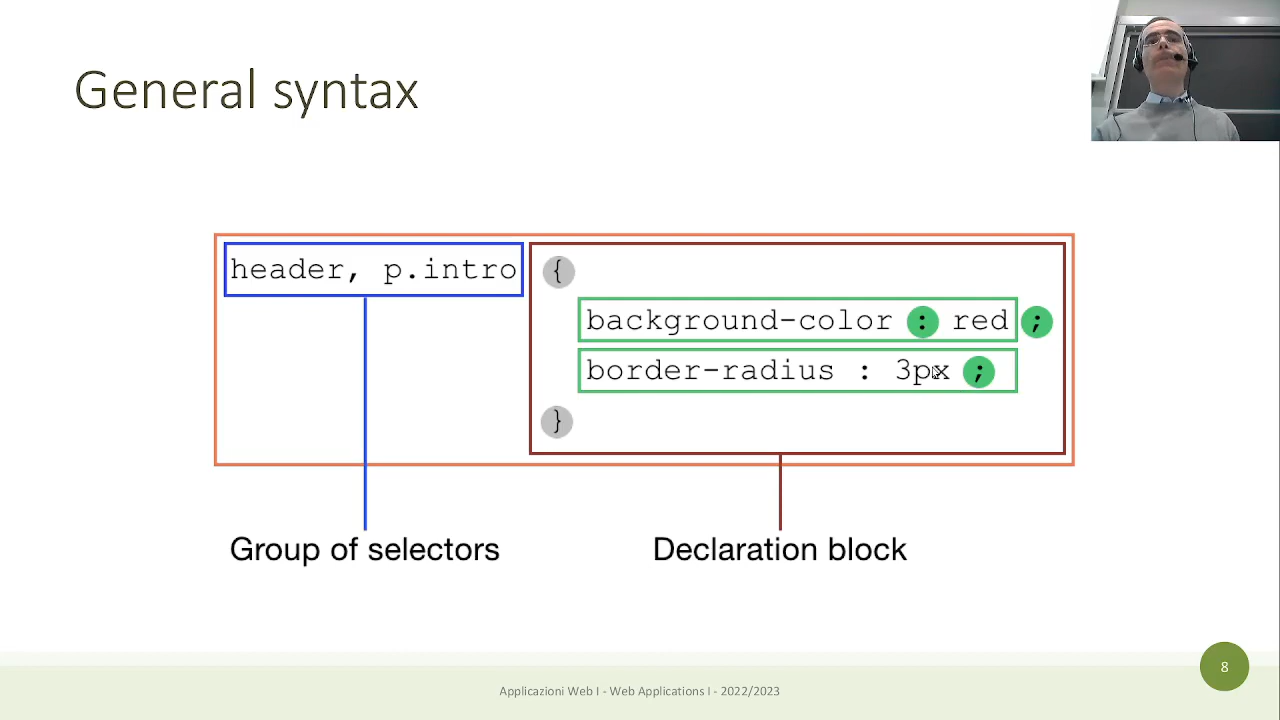 General syntax
header, p.intro
{
background-color : red ;
border-radius : 3px ;
}
Group of selectors
Declaration block
8
Applicazioni Web I - Web Applications I - 2022/2023